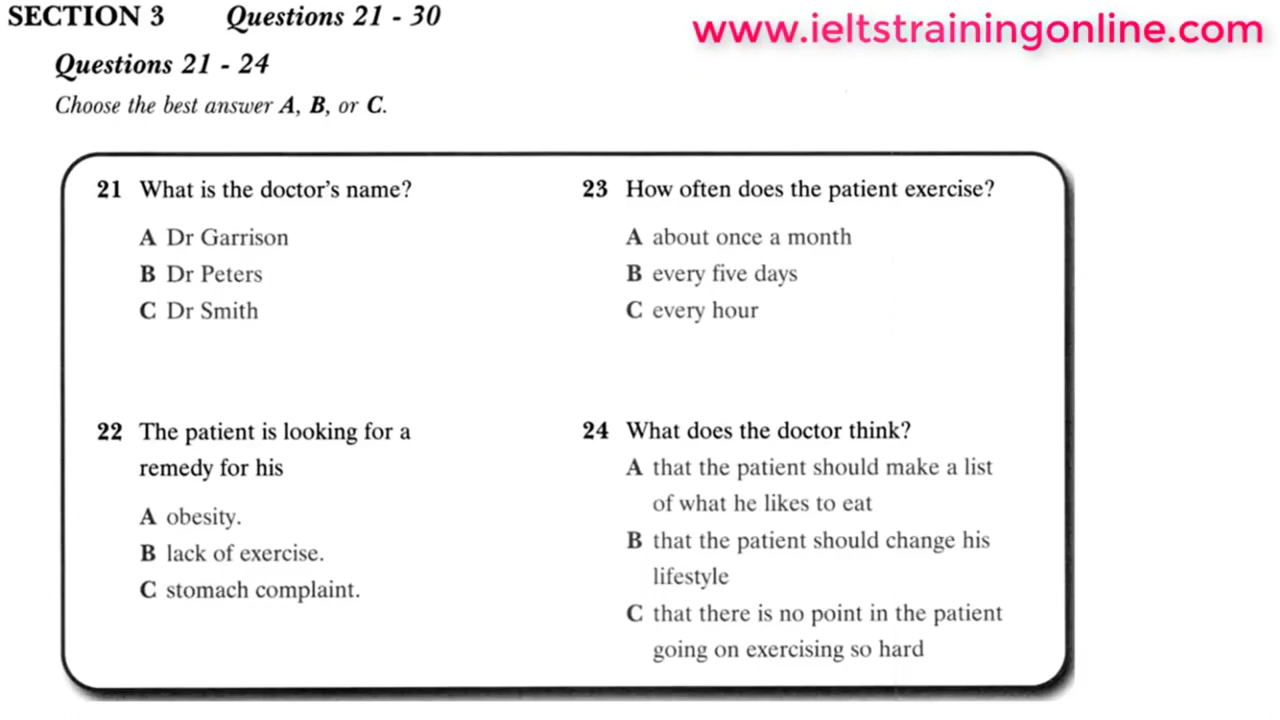 SECTION 3 Questions 21 - 30
www.ieltstrainingonline.com
Questions 21 - 24
Choose the best answer A, B, or C.
21 What is the doctor's name?
A Dr Garrison
B Dr Peters
C Dr Smith
22 The patient is looking for a
remedy for his
A obesity.
B lack of exercise.
C stomach complaint.
23 How often does the patient exercise?
A about once a month
B every five days
C every hour
24 What does the doctor think?
A that the patient should make a list
of what he likes to eat
B that the patient should change his
lifestyle
C that there is no point in the patient
going on exercising so hard